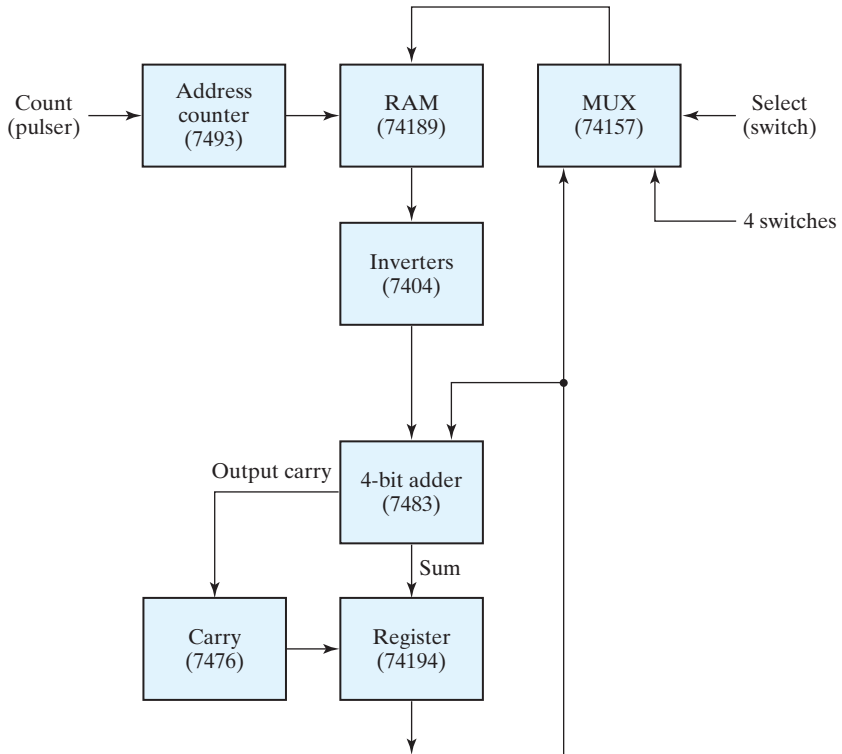 Count
(pulser)
Address
counter
(7493)
RAM
(74189)
MUX
(74157)
Select
(switch)
4 switches
Inverters
(7404)
Output carry
4-bit adder
(7483)
Sum
Carry
(7476)
Register
(74194)